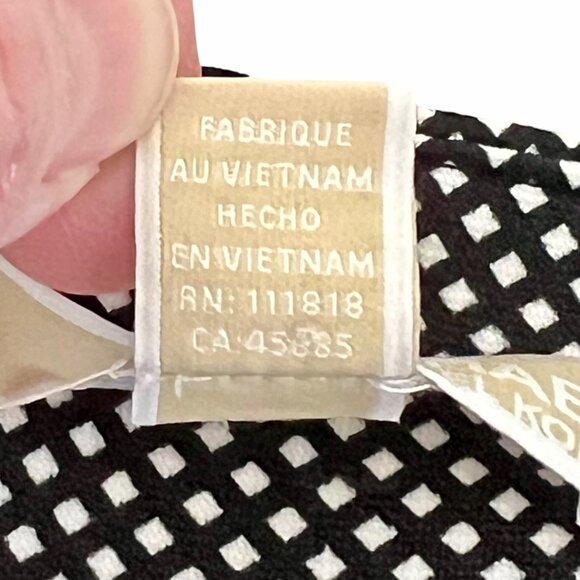 FABRIQUE
AU VIETNAM
HECHO
EN VIETNAM
RN: 111818
CA: 45885